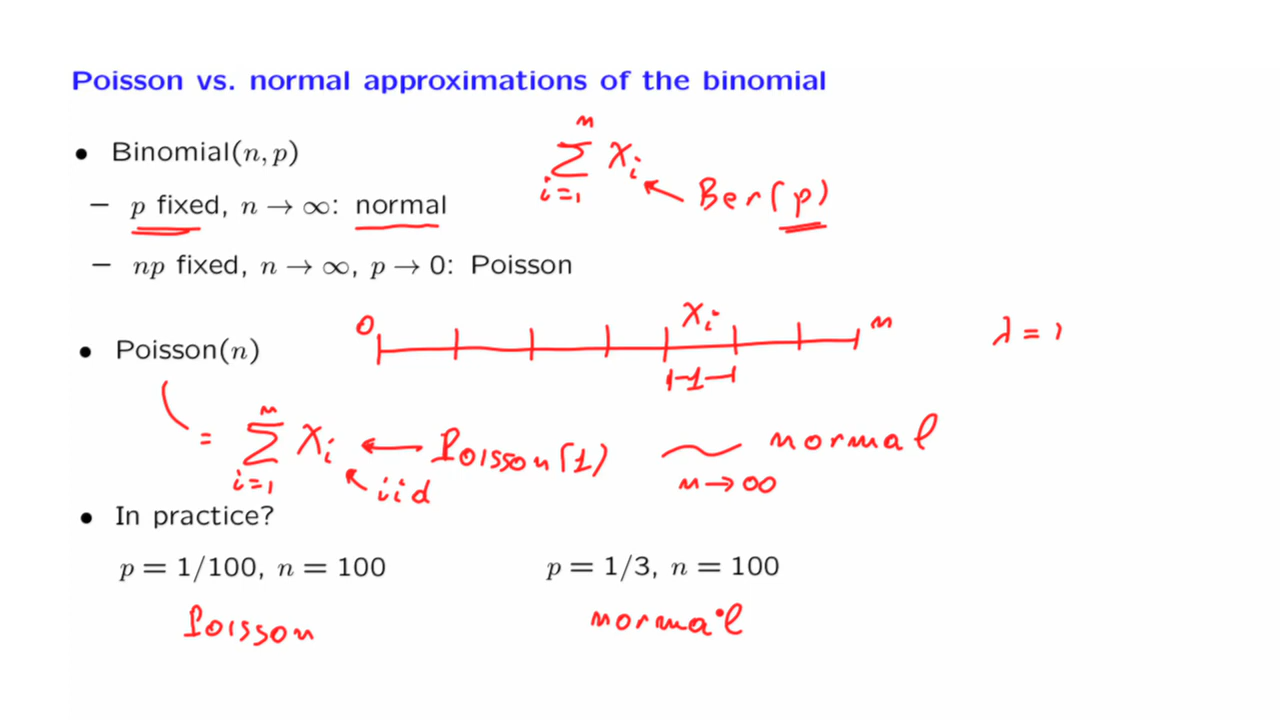 Poisson vs. normal approximations of the binomial
• Binomial(n, p)
n
∑ Xi
i=1
← Ber(p)
– p fixed, n → ∞: normal
– np fixed, n → ∞, p → 0: Poisson
0 Xi n
|-1-|
λ = 1
• Poisson(n)
n
= ∑ Xi ← Poisson(1) ~ normal
i=1 iid n → ∞
• In practice?
p = 1/100, n = 100 p = 1/3, n = 100
Poisson normal